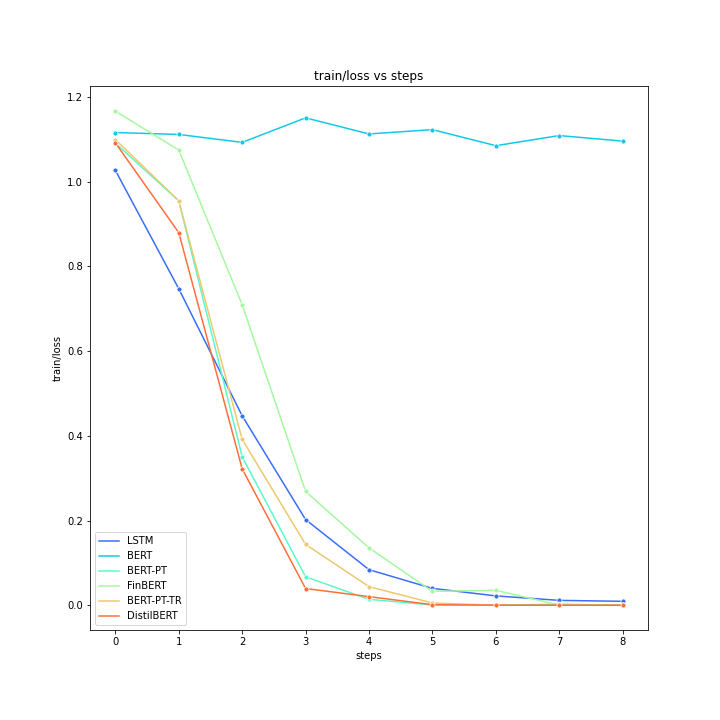 train/loss vs steps
train/loss
1.2
1.0
0.8
0.6
0.4
0.2
0.0
LSTM
BERT
BERT-PT
FinBERT
BERT-PT-TR
DistilBERT
0 1 2 3 4 5 6 7 8
steps